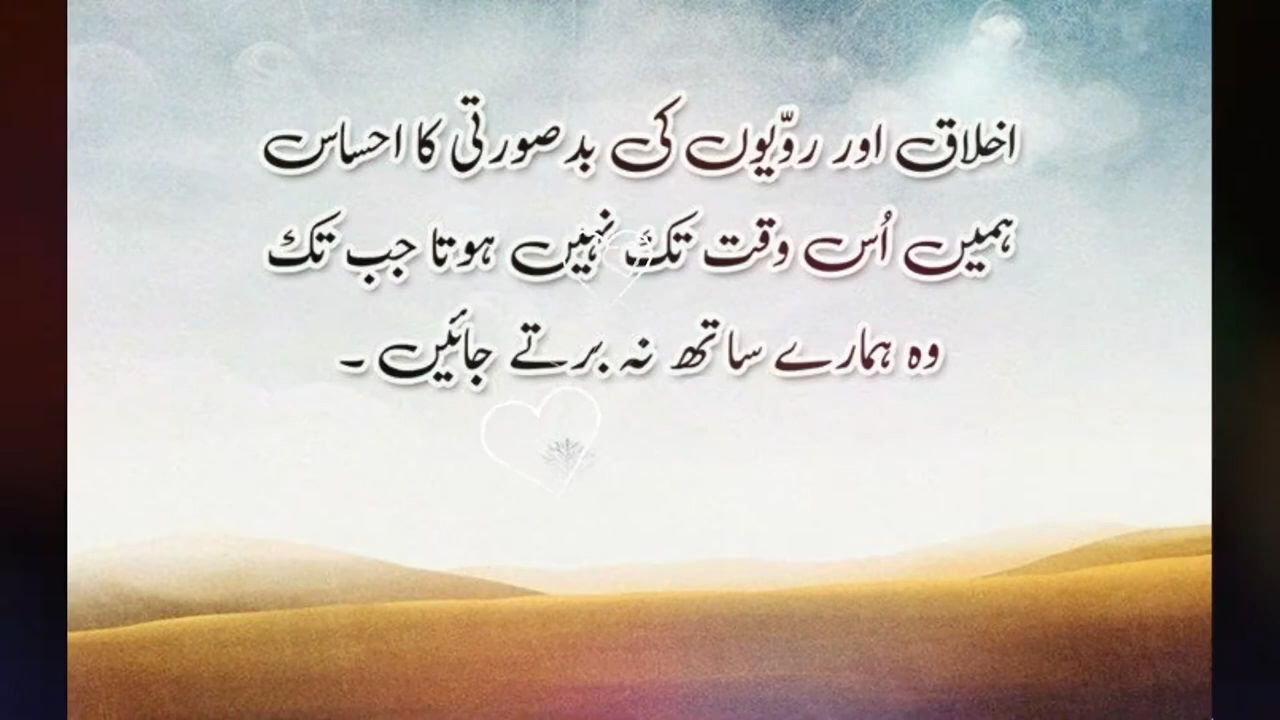 اخلاق اور روّیوں کی بدصورتی کا احساس
ہمیں اُس وقت تک نہیں ہوتا جب تک
وہ ہمارے ساتھ نہ برتے جائیں ۔